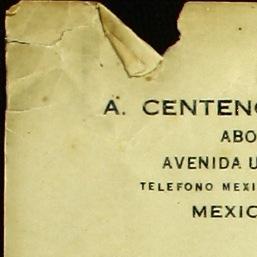 A. CENTENO
ABO
AVENIDA U
TELEFONO MEXI
MEXIC